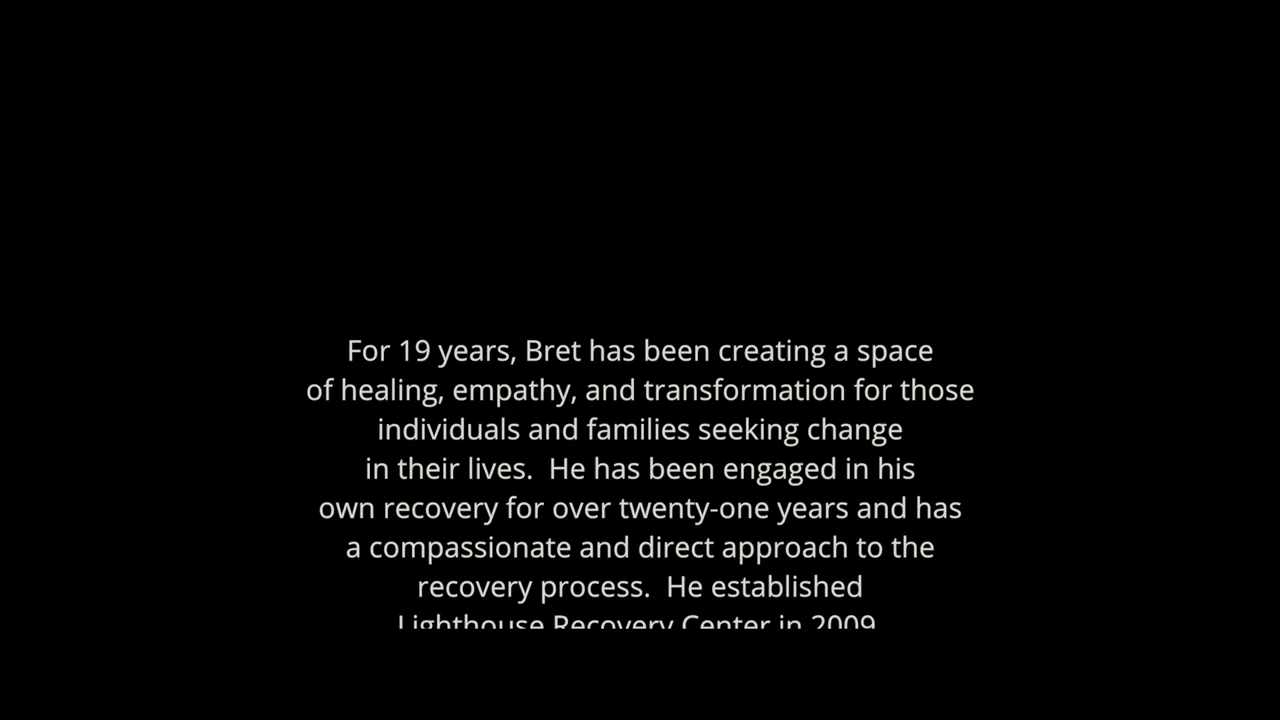 For 19 years, Bret has been creating a space
of healing, empathy, and transformation for those
individuals and families seeking change
in their lives.  He has been engaged in his
own recovery for over twenty-one years and has
a compassionate and direct approach to the
recovery process.  He established
Lighthouse Recovery Center in 2009